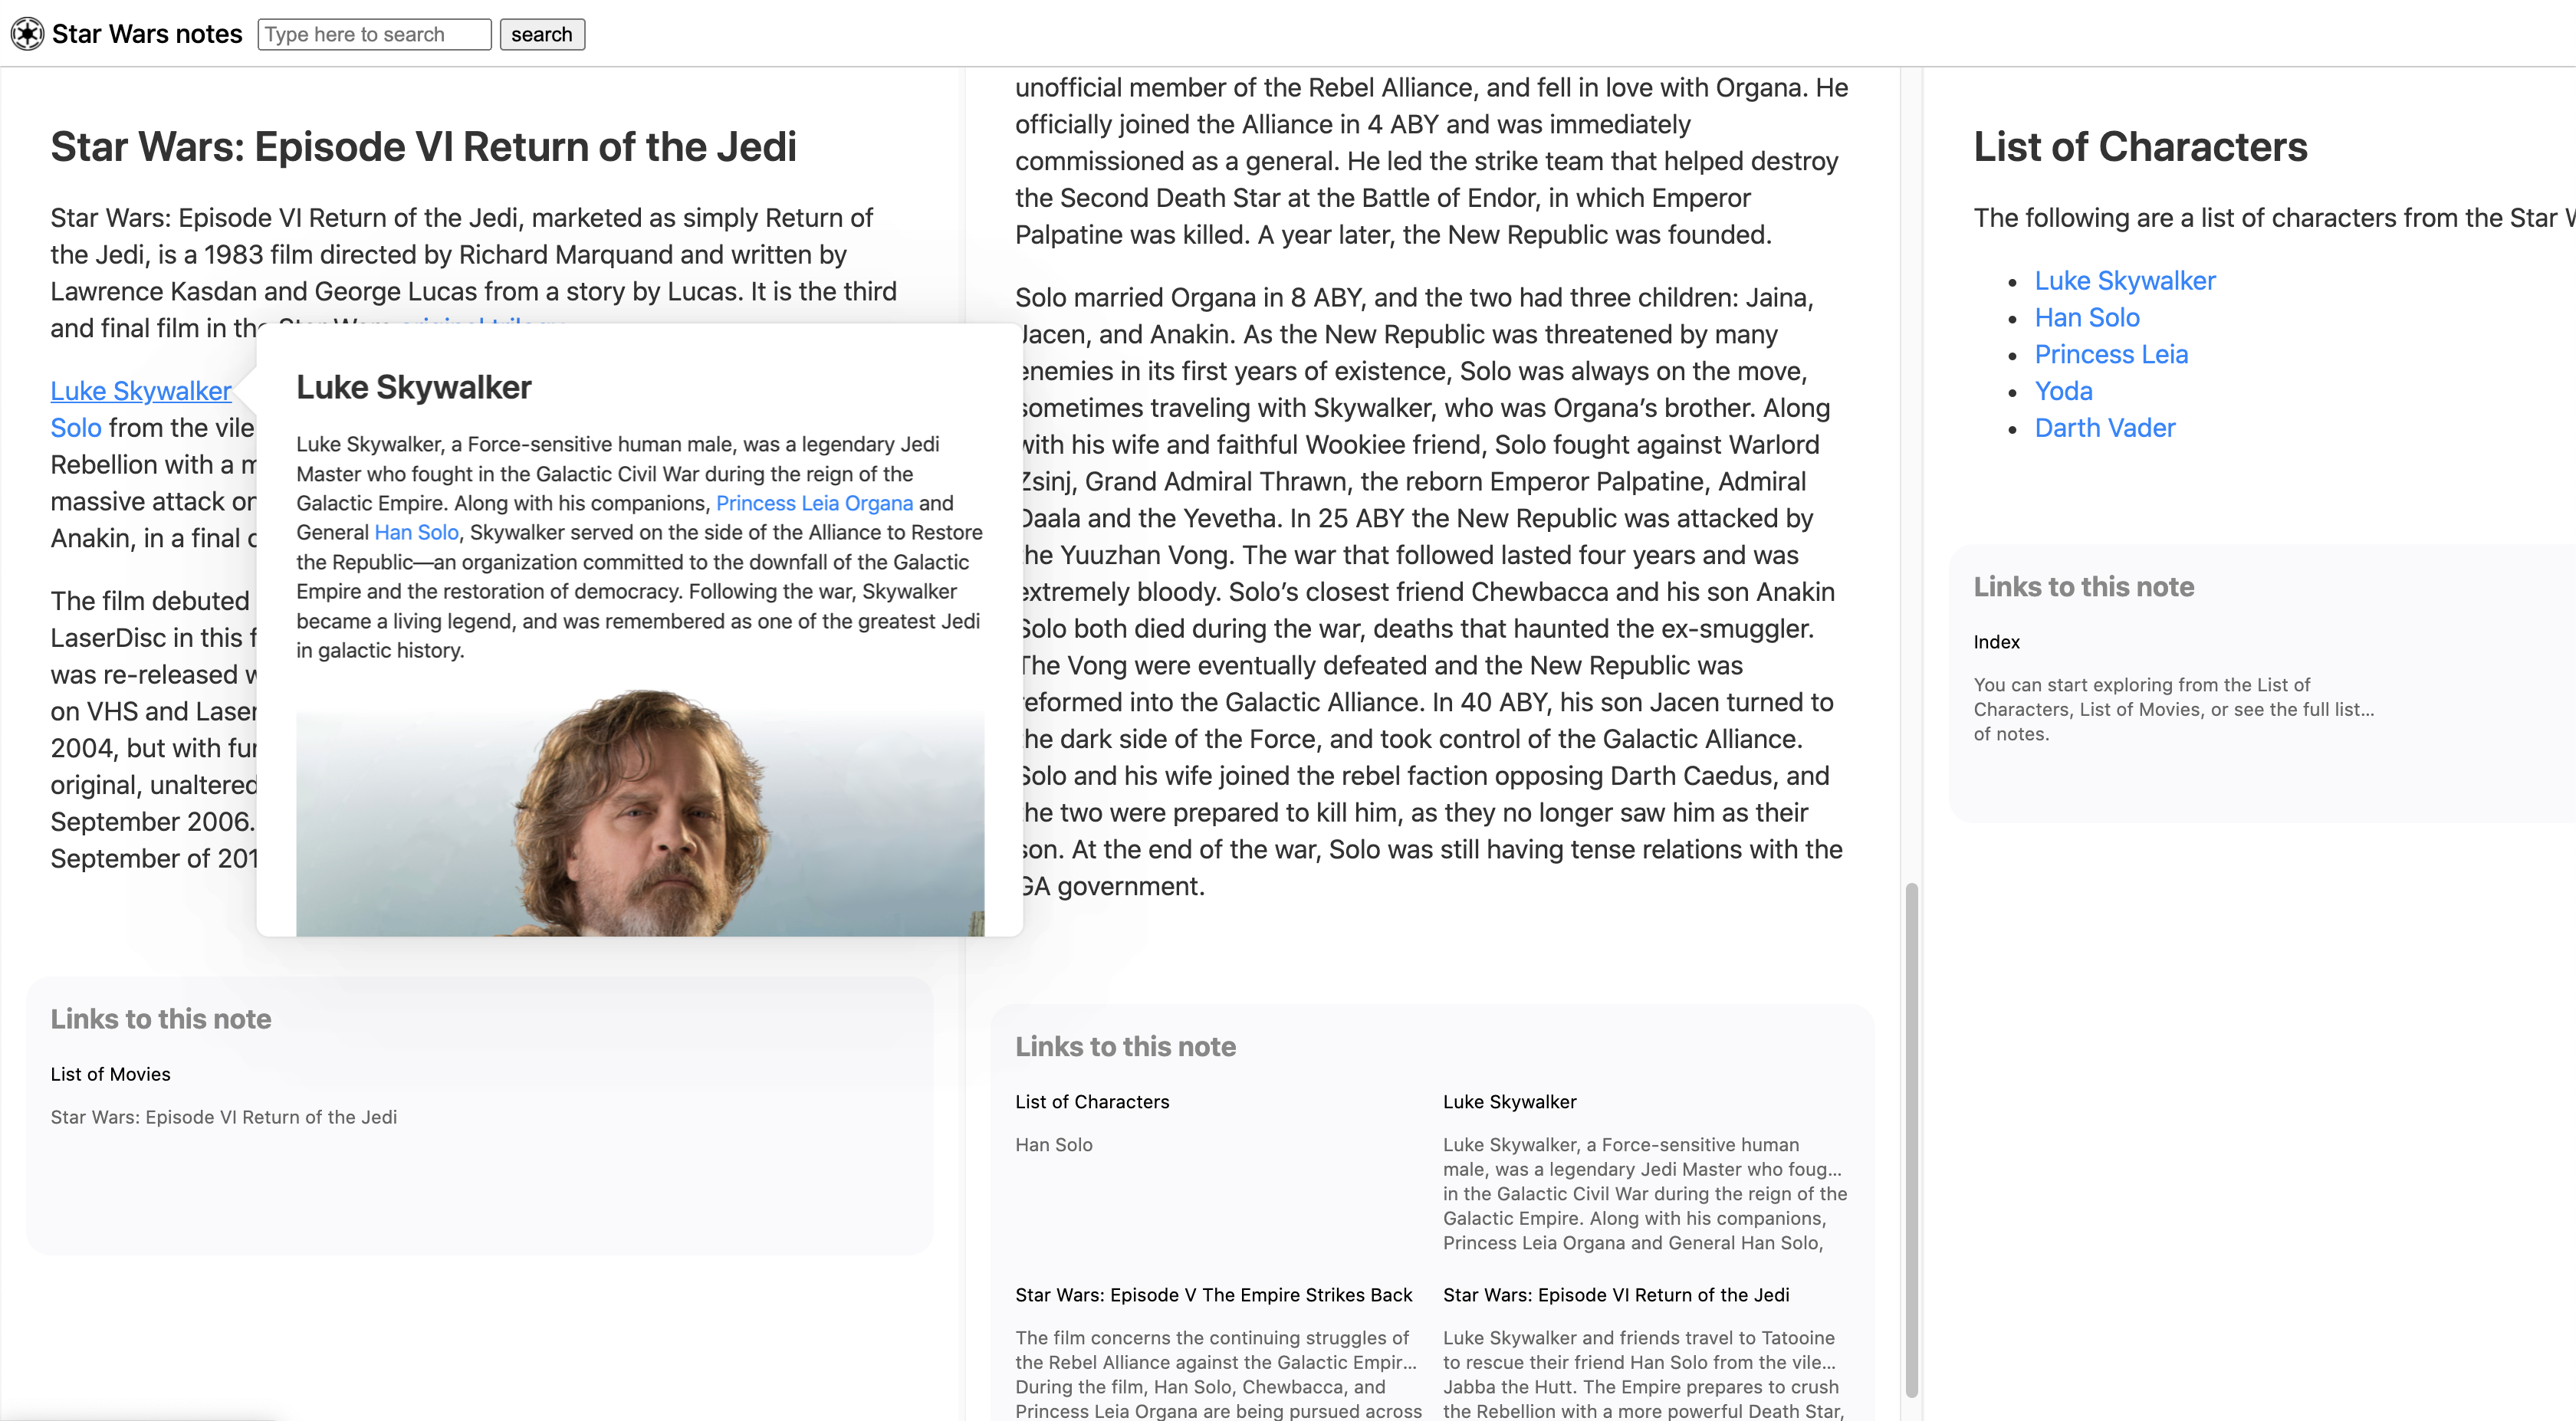 Star Wars notes
Type here to search
search
Star Wars: Episode VI Return of the Jedi
Star Wars: Episode VI Return of the Jedi, marketed as simply Return of
the Jedi, is a 1983 film directed by Richard Marquand and written by
Lawrence Kasdan and George Lucas from a story by Lucas. It is the third
and final film in the Star Wars original trilogy
Luke Skywalker
Solo from the vile
Rebellion with a
massive attack
Anakin, in a final
The film debuted
LaserDisc in this
was re-released
on VHS and
2004, but with
original, unaltered
September 2006.
September of
Luke Skywalker
Luke Skywalker, a Force-sensitive human male, was a legendary Jedi
Master who fought in the Galactic Civil War during the reign of the
Galactic Empire. Along with his companions, Princess Leia Organa and
General Han Solo, Skywalker served on the side of the Alliance to Restore
the Republic—an organization committed to the downfall of the Galactic
Empire and the restoration of democracy. Following the war, Skywalker
became a living legend, and was remembered as one of the greatest Jedi
in galactic history.
Links to this note
List of Movies
Star Wars: Episode VI Return of the Jedi
unofficial member of the Rebel Alliance, and fell in love with Organa. He
officially joined the Alliance in 4 ABY and was immediately
commissioned as a general. He led the strike team that helped destroy
the Second Death Star at the Battle of Endor, in which Emperor
Palpatine was killed. A year later, the New Republic was founded.
Solo married Organa in 8 ABY, and the two had three children: Jaina,
Jacen, and Anakin. As the New Republic was threatened by many
enemies in its first years of existence, Solo was always on the move,
sometimes traveling with Skywalker, who was Organa’s brother. Along
with his wife and faithful Wookiee friend, Solo fought against Warlord
Zsinj, Grand Admiral Thrawn, the reborn Emperor Palpatine, Admiral
Daala and the Yevetha. In 25 ABY the New Republic was attacked by
the Yuuzhan Vong. The war that followed lasted four years and was
extremely bloody. Solo’s closest friend Chewbacca and his son Anakin
Solo both died during the war, deaths that haunted the ex-smuggler.
The Vong were eventually defeated and the New Republic was
reformed into the Galactic Alliance. In 40 ABY, his son Jacen turned to
the dark side of the Force, and took control of the Galactic Alliance.
Solo and his wife joined the rebel faction opposing Darth Caedus, and
the two were prepared to kill him, as they no longer saw him as their
son. At the end of the war, Solo was still having tense relations with the
GA government.
Links to this note
List of Characters
Han Solo
Luke Skywalker
Luke Skywalker, a Force-sensitive human
male, was a legendary Jedi Master who foug…
in the Galactic Civil War during the reign of the
Galactic Empire. Along with his companions,
Princess Leia Organa and General Han Solo,
Star Wars: Episode V The Empire Strikes Back
The film concerns the continuing struggles of
the Rebel Alliance against the Galactic Empir…
During the film, Han Solo, Chewbacca, and
Princess Leia Organa are being pursued across
Star Wars: Episode VI Return of the Jedi
Luke Skywalker and friends travel to Tatooine
to rescue their friend Han Solo from the vile…
Jabba the Hutt. The Empire prepares to crush
the Rebellion with a more powerful Death Star,
List of Characters
The following are a list of characters from the Star
Luke Skywalker
Han Solo
Princess Leia
Yoda
Darth Vader
Links to this note
Index
You can start exploring from the List of
Characters, List of Movies, or see the full list…
of notes.